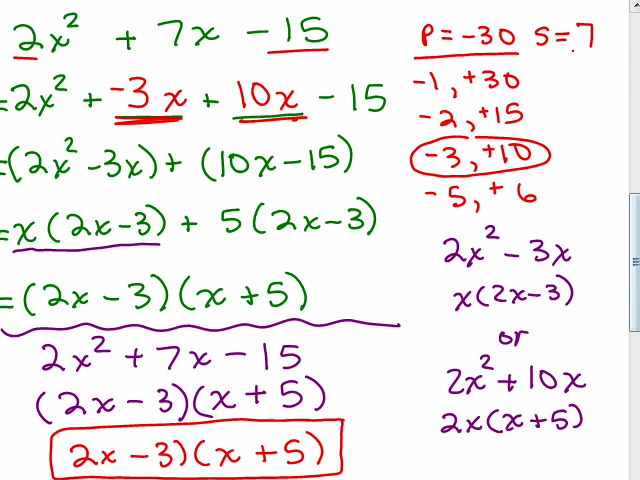 2x² + 7x - 15
=2x² + -3x + 10x - 15
=(2x² - 3x) + (10x - 15)
=x(2x - 3) + 5(2x - 3)
=(2x - 3)(x + 5)
2x² + 7x - 15
(2x - 3)(x + 5)
2x - 3)(x + 5)
P = -30 S = 7
-1, +30
-2, +15
-3, +10
-5, +6
2x² - 3x
x(2x - 3)
or
2x² + 10x
2x(x + 5)